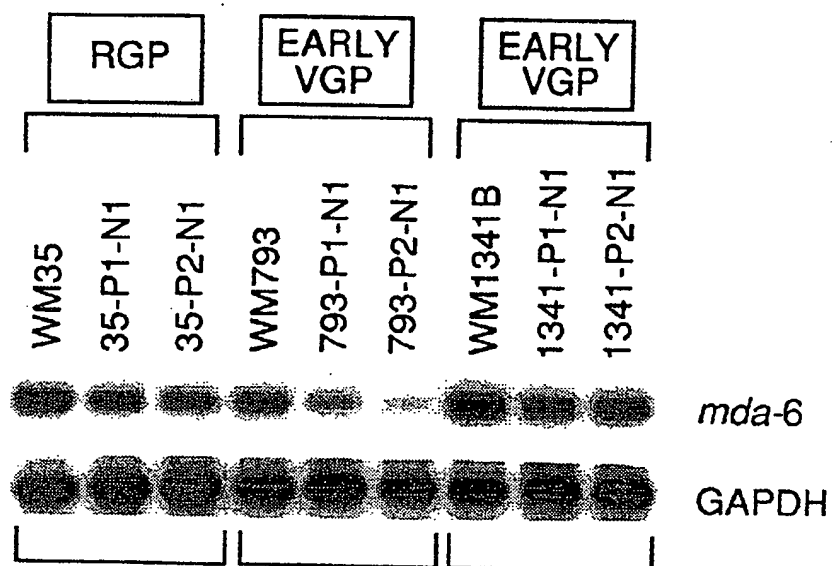 RGP
EARLY
VGP
EARLY
VGP
WM35
35-P1-N1
35-P2-N1
WM793
793-P1-N1
793-P2-N1
WM1341B
1341-P1-N1
1341-P2-N1
mda-6
GAPDH